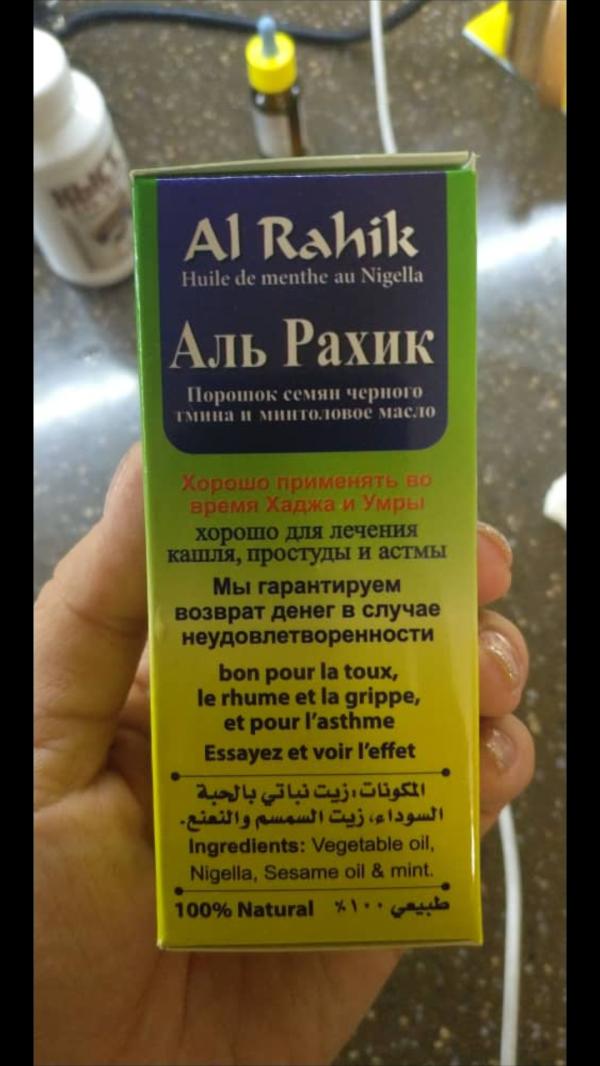 Al Rahik
Huile de menthe au Nigella
Аль Рахик
Порошок семян черного
тмина и минтоловое масло
Хорошо применять во
время Хаджа и Умры
хорошо для лечения
кашля, простуды и астмы
Мы гарантируем
возврат денег в случае
неудовлетворенности
bon pour la toux,
le rhume et la grippe,
et pour l'asthme
Essayez et voir l'effet
المكونات: زيت نباتي بالحبة
السوداء، زيت السمسم والنعنع.
Ingredients: Vegetable oil,
Nigella, Sesame oil & mint.
100% Natural طبيعي ١٠٠٪